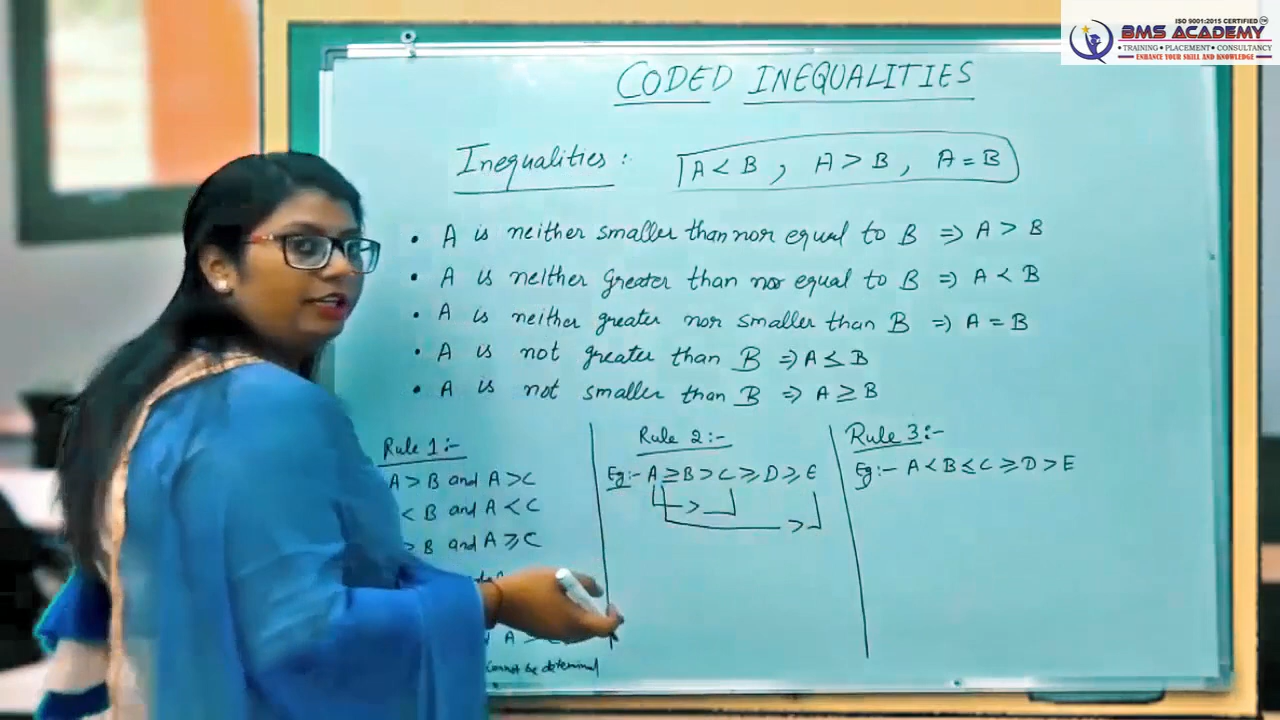 ISO 9001:2015 CERTIFIED TM
BMS ACADEMY
• TRAINING • PLACEMENT • CONSULTANCY
ENHANCE YOUR SKILL AND KNOWLEDGE
CODED INEQUALITIES
Inequalities : A < B , A > B , A = B
• A is neither smaller than nor equal to B ⇒ A > B
• A is neither greater than nor equal to B ⇒ A < B
• A is neither greater nor smaller than B ⇒ A = B
• A is not greater than B ⇒ A ≤ B
• A is not smaller than B ⇒ A ≥ B
Rule 1 :-
A > B and A > C
< B and A < C
> B and A ≥ C
A
cannot be determined
Rule 2 :-
Eg :- A ≥ B > C ≥ D ≥ E
>
>
Rule 3 :-
Eg :- A < B ≤ C ≥ D > E